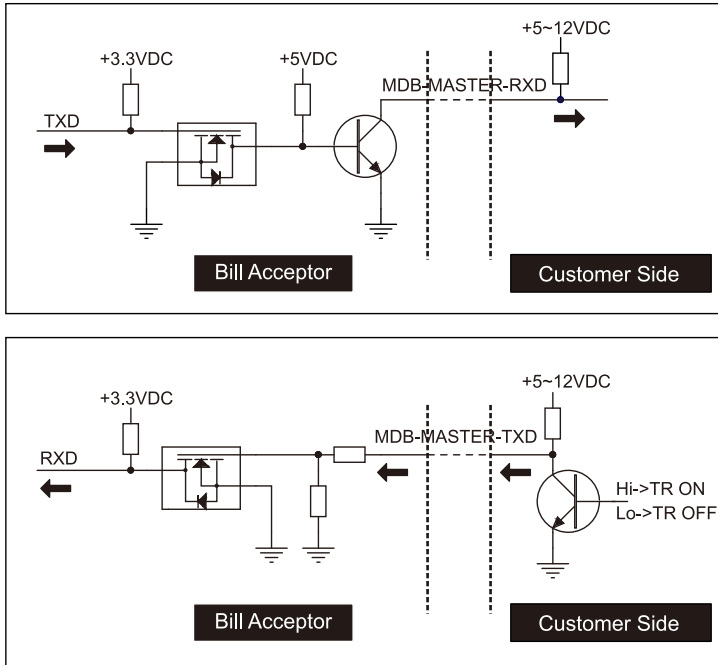 +5~12VDC
+3.3VDC
+5VDC
MDB-MASTER-RXD
TXD
Bill Acceptor
Customer Side
+5~12VDC
+3.3VDC
MDB-MASTER-TXD
RXD
Hi->TR ON
Lo->TR OFF
Bill Acceptor
Customer Side